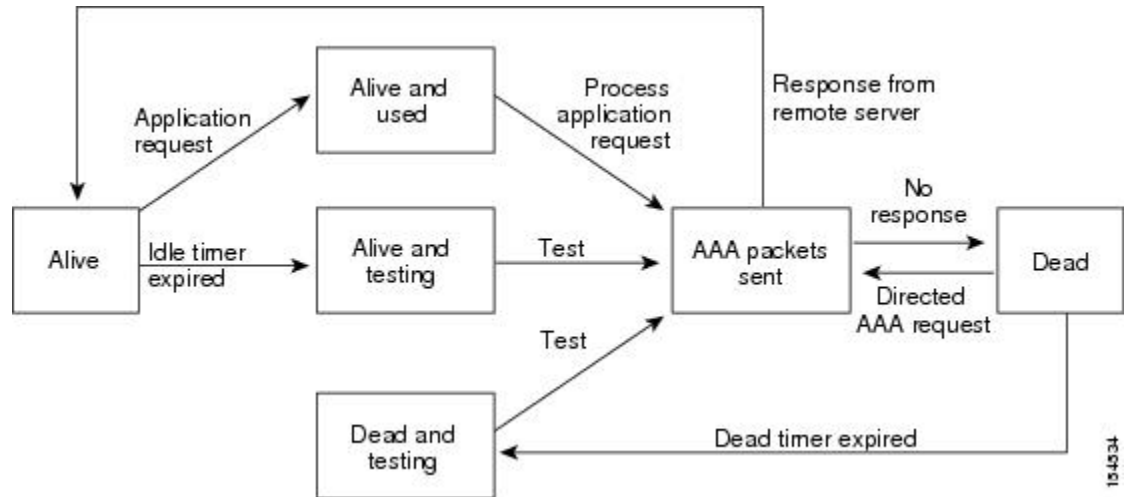 Alive and
used
Process
application
request
Response from
remote server
Application
request
Alive
Idle timer
expired
Alive and
testing
Test
AAA packets
sent
No
response
Directed
AAA request
Dead
Test
Dead and
testing
Dead timer expired
154534